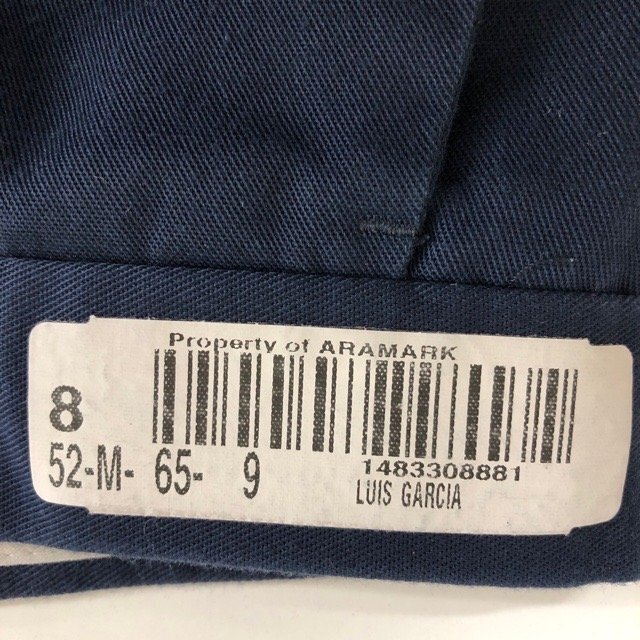 Property of ARAMARK
8
1483308881
52-M- 65- 9
LUIS GARCIA